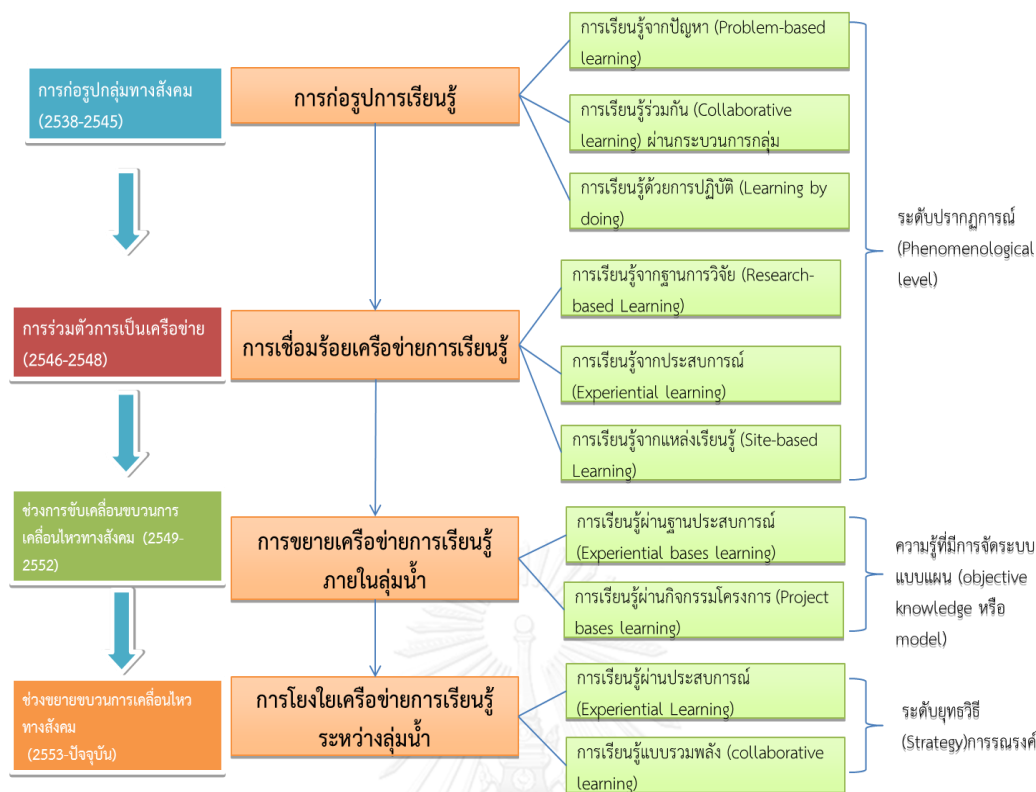 การก่อรูปกลุ่มทางสังคม
(2538-2545)
การก่อรูปการเรียนรู้
การเรียนรู้จากปัญหา (Problem-based
learning)
การเรียนรู้ร่วมกัน (Collaborative
learning) ผ่านกระบวนการกลุ่ม
การเรียนรู้ด้วยการปฏิบัติ (Learning by
doing)
ระดับปรากฏการณ์
(Phenomenological
level)
การร่วมตัวการเป็นเครือข่าย
(2546-2548)
การเชื่อมร้อยเครือข่ายการเรียนรู้
การเรียนรู้จากฐานการวิจัย (Research-
based Learning)
การเรียนรู้จากประสบการณ์
(Experiential learning)
การเรียนรู้จากแหล่งเรียนรู้ (Site-based
Learning)
ช่วงการขับเคลื่อนขบวนการ
เคลื่อนไหวทางสังคม (2549-
2552)
การขยายเครือข่ายการเรียนรู้
ภายในลุ่มน้ำ
การเรียนรู้ผ่านฐานประสบการณ์
(Experiential bases learning)
การเรียนรู้ผ่านกิจกรรมโครงการ (Project
bases learning)
ความรู้ที่มีการจัดระบบ
แบบแผน (objective
knowledge หรือ
model)
ช่วงขยายขบวนการเคลื่อนไหว
ทางสังคม
(2553-ปัจจุบัน)
การโยงใยเครือข่ายการเรียนรู้
ระหว่างลุ่มน้ำ
การเรียนรู้ผ่านประสบการณ์
(Experiential Learning)
การเรียนรู้แบบรวมพลัง (collaborative
learning)
ระดับยุทธวิธี
(Strategy)การรณรงค์